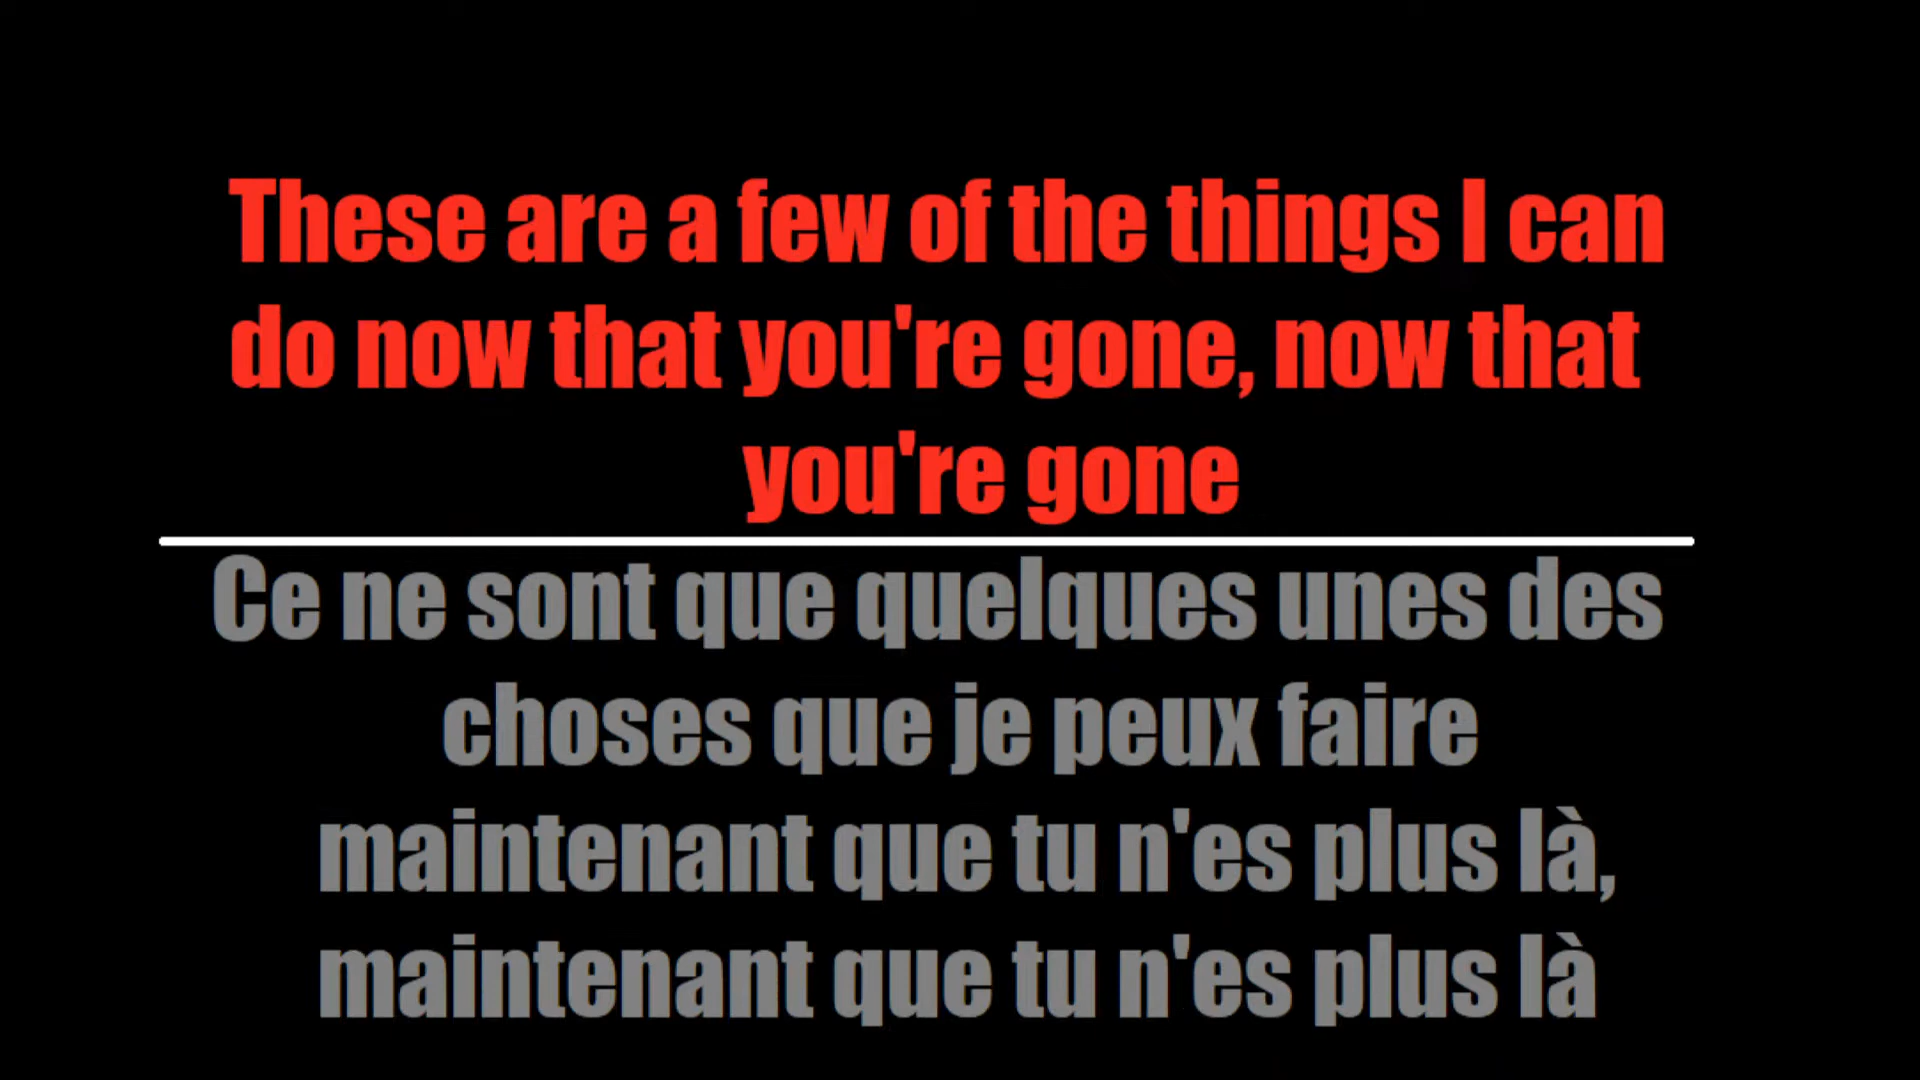 These are a few of the things I can
do now that you're gone, now that
you're gone
Ce ne sont que quelques unes des
choses que je peux faire
maintenant que tu n'es plus là,
maintenant que tu n'es plus là